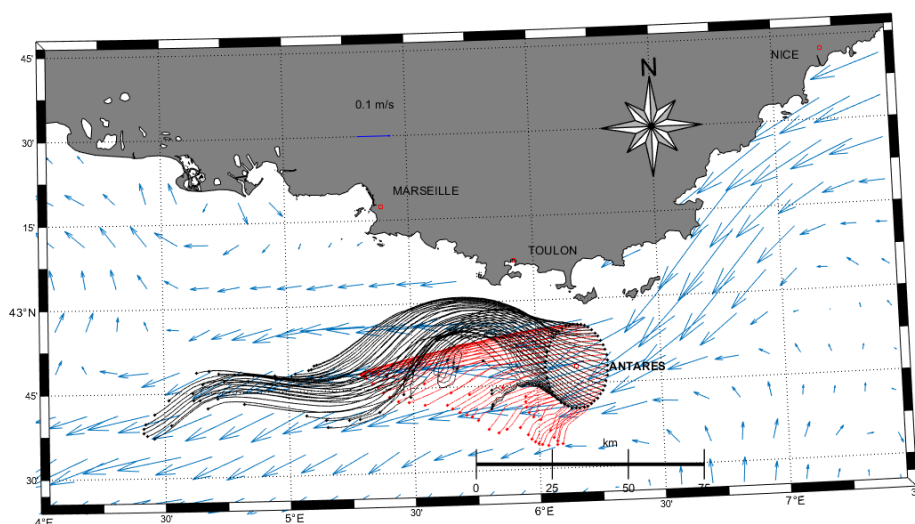 45'
NICE
N
0.1 m/s
30'
MARSEILLE
15'
TOULON
43° N
ANTARES
45'
km
30'
0 25 50 75
4°E 30' 5°E 30' 6°E 30' 7°E